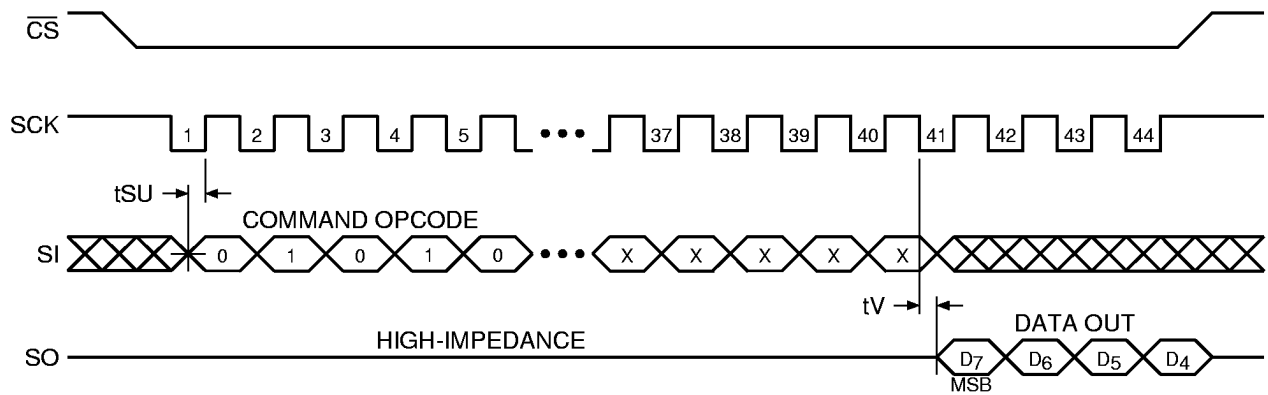 CS
SCK 1 2 3 4 5 37 38 39 40 41 42 43 44
tSU
COMMAND OPCODE
SI 0 1 0 1 0 X X X X X
tV
HIGH-IMPEDANCE
DATA OUT
SO D7 D6 D5 D4
MSB